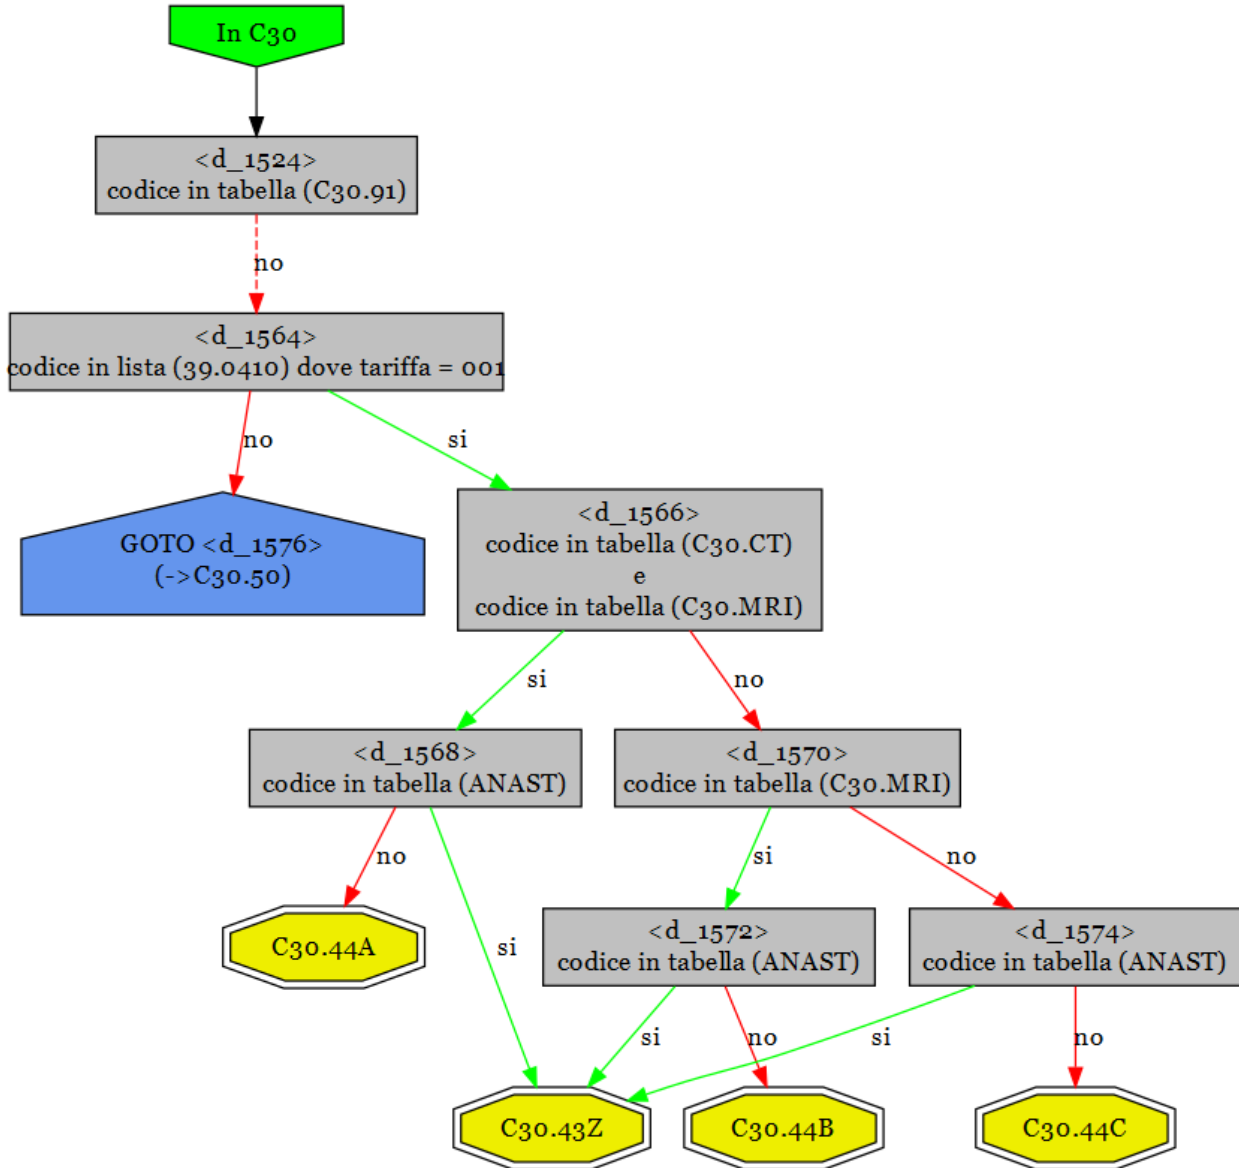 In C30
<d_1524>
codice in tabella (C30.91)
no
<d_1564>
codice in lista (39.0410) dove tariffa = 001
no
si
GOTO <d_1576>
(->C30.50)
<d_1566>
codice in tabella (C30.CT)
e
codice in tabella (C30.MRI)
si
no
<d_1568>
codice in tabella (ANAST)
<d_1570>
codice in tabella (C30.MRI)
no
si
no
C30.44A
si
<d_1572>
codice in tabella (ANAST)
<d_1574>
codice in tabella (ANAST)
si
no
si
no
C30.43Z
C30.44B
C30.44C